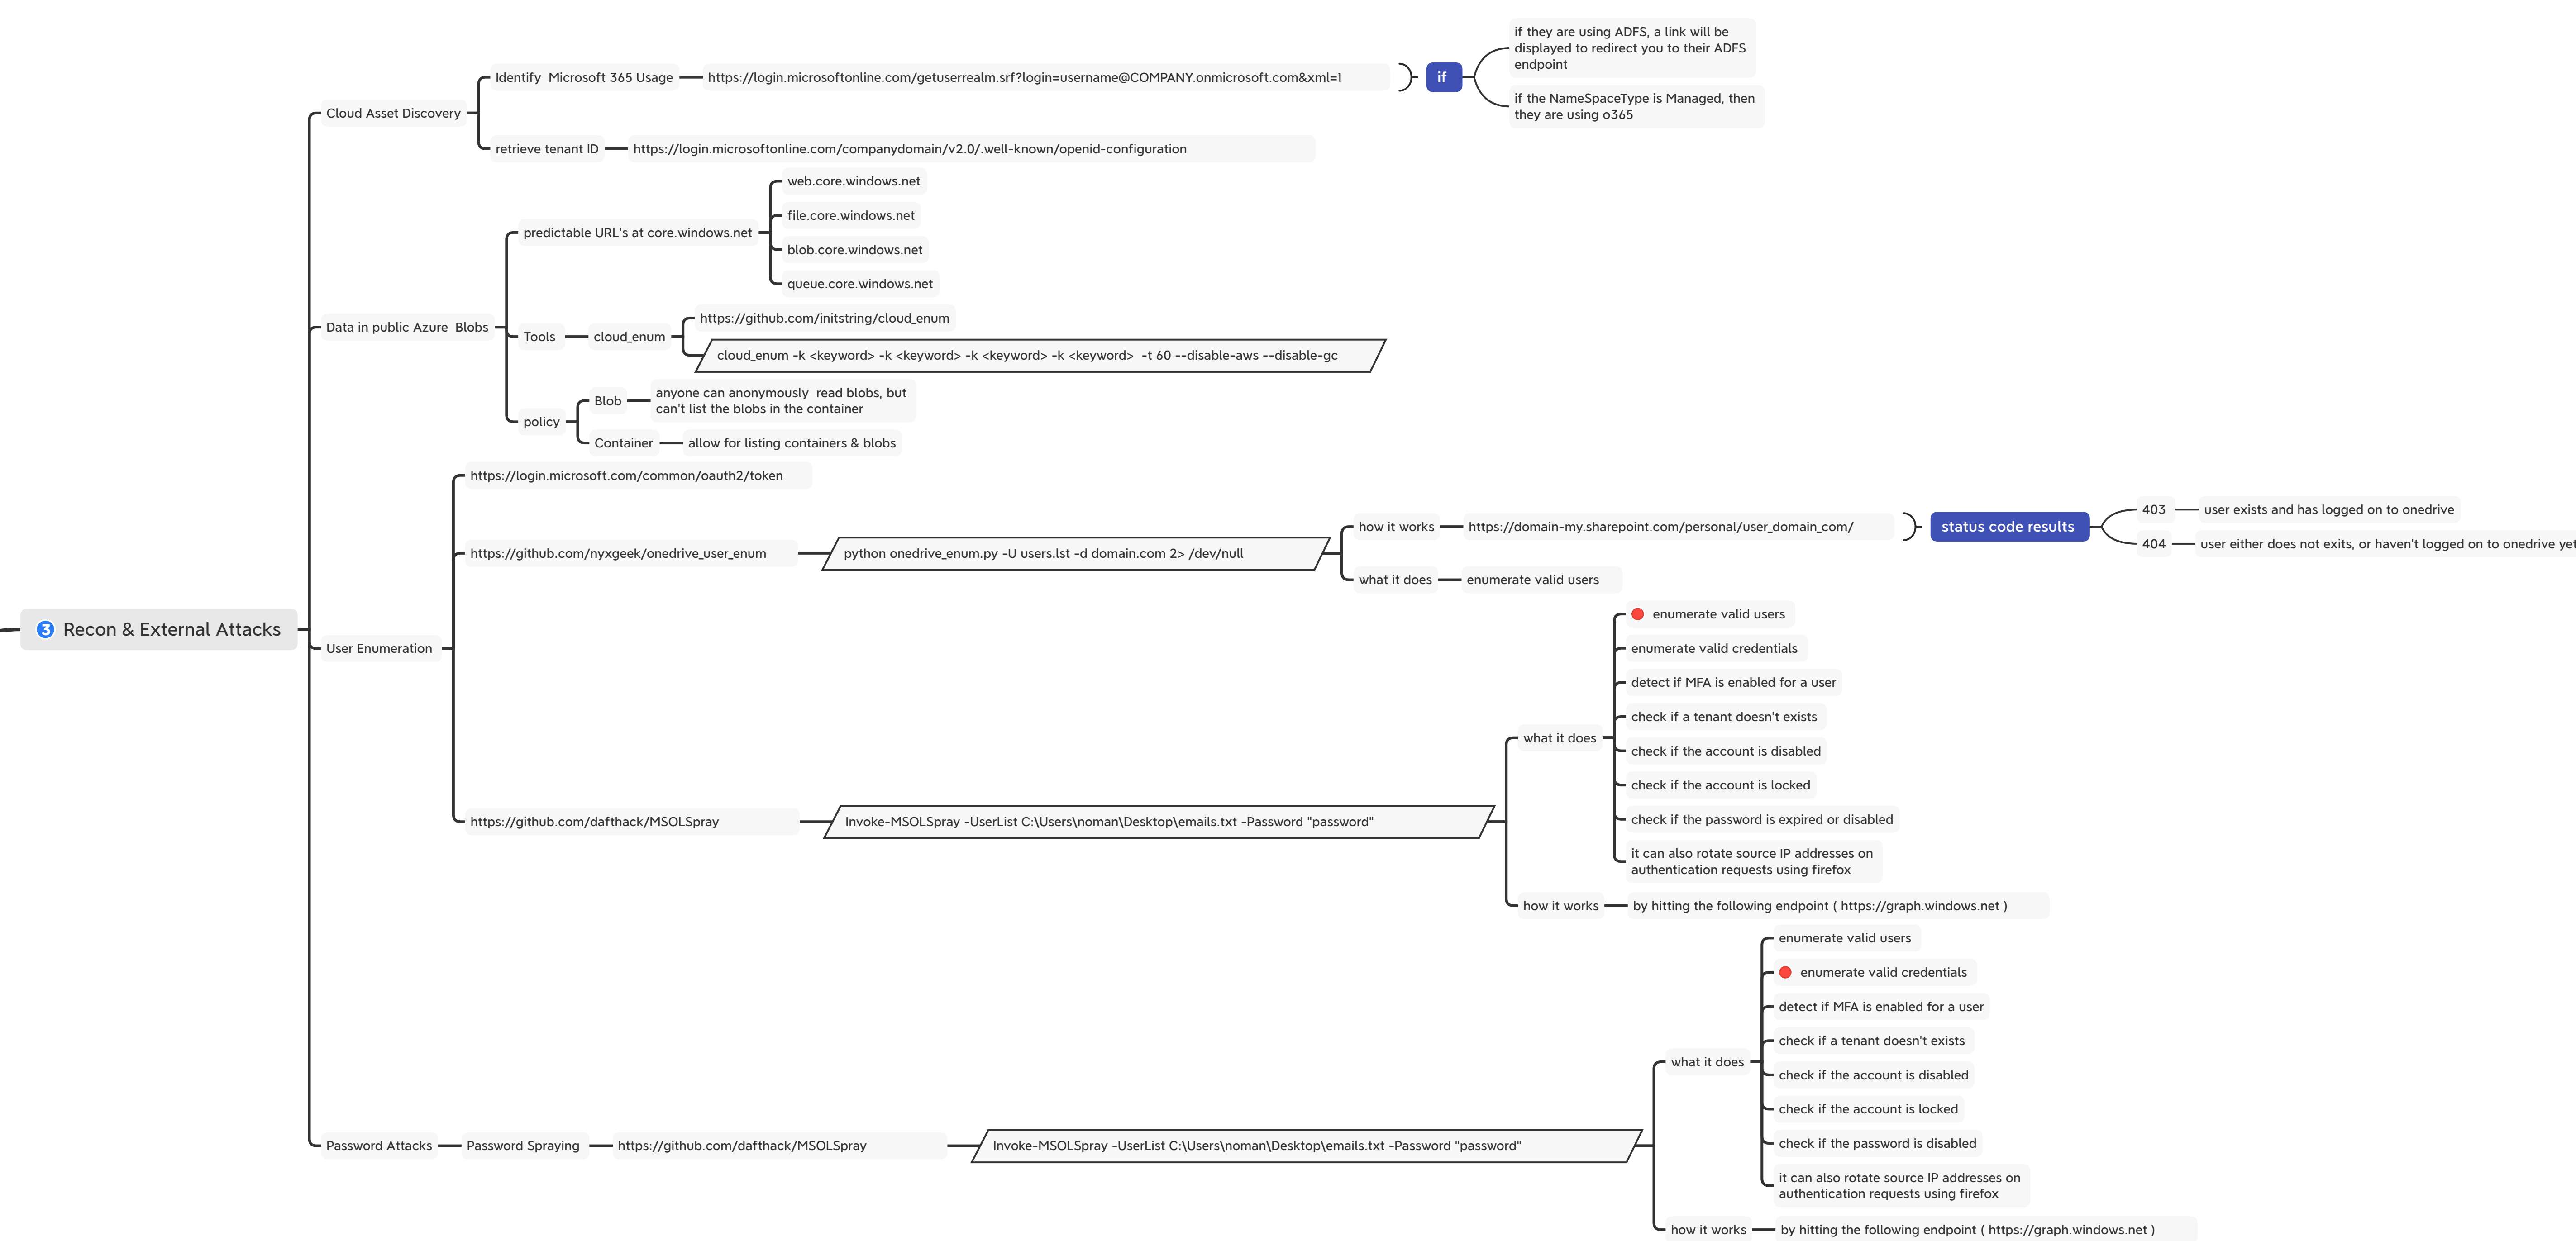 if they are using ADFS, a link will be
displayed to redirect you to their ADFS
endpoint
Identify  Microsoft 365 Usage
https://login.microsoftonline.com/getuserrealm.srf?login=username@COMPANY.onmicrosoft.com&xml=1
if
if the NameSpaceType is Managed, then
they are using o365
Cloud Asset Discovery
retrieve tenant ID
https://login.microsoftonline.com/companydomain/v2.0/.well-known/openid-configuration
web.core.windows.net
file.core.windows.net
predictable URL's at core.windows.net
blob.core.windows.net
queue.core.windows.net
Data in public Azure  Blobs
Tools
cloud_enum
https://github.com/initstring/cloud_enum
cloud_enum -k <keyword> -k <keyword> -k <keyword> -k <keyword>  -t 60 --disable-aws --disable-gc
policy
Blob
anyone can anonymously  read blobs, but
can't list the blobs in the container
Container
allow for listing containers & blobs
3 Recon & External Attacks
User Enumeration
https://login.microsoft.com/common/oauth2/token
https://github.com/nyxgeek/onedrive_user_enum
python onedrive_enum.py -U users.lst -d domain.com 2> /dev/null
how it works
https://domain-my.sharepoint.com/personal/user_domain_com/
status code results
403
user exists and has logged on to onedrive
404
user either does not exits, or haven't logged on to onedrive yet
what it does
enumerate valid users
https://github.com/dafthack/MSOLSpray
Invoke-MSOLSpray -UserList C:\Users\noman\Desktop\emails.txt -Password "password"
what it does
enumerate valid users
enumerate valid credentials
detect if MFA is enabled for a user
check if a tenant doesn't exists
check if the account is disabled
check if the account is locked
check if the password is expired or disabled
it can also rotate source IP addresses on
authentication requests using firefox
how it works
by hitting the following endpoint ( https://graph.windows.net )
Password Attacks
Password Spraying
https://github.com/dafthack/MSOLSpray
Invoke-MSOLSpray -UserList C:\Users\noman\Desktop\emails.txt -Password "password"
what it does
enumerate valid users
enumerate valid credentials
detect if MFA is enabled for a user
check if a tenant doesn't exists
check if the account is disabled
check if the account is locked
check if the password is disabled
it can also rotate source IP addresses on
authentication requests using firefox
how it works
by hitting the following endpoint ( https://graph.windows.net )